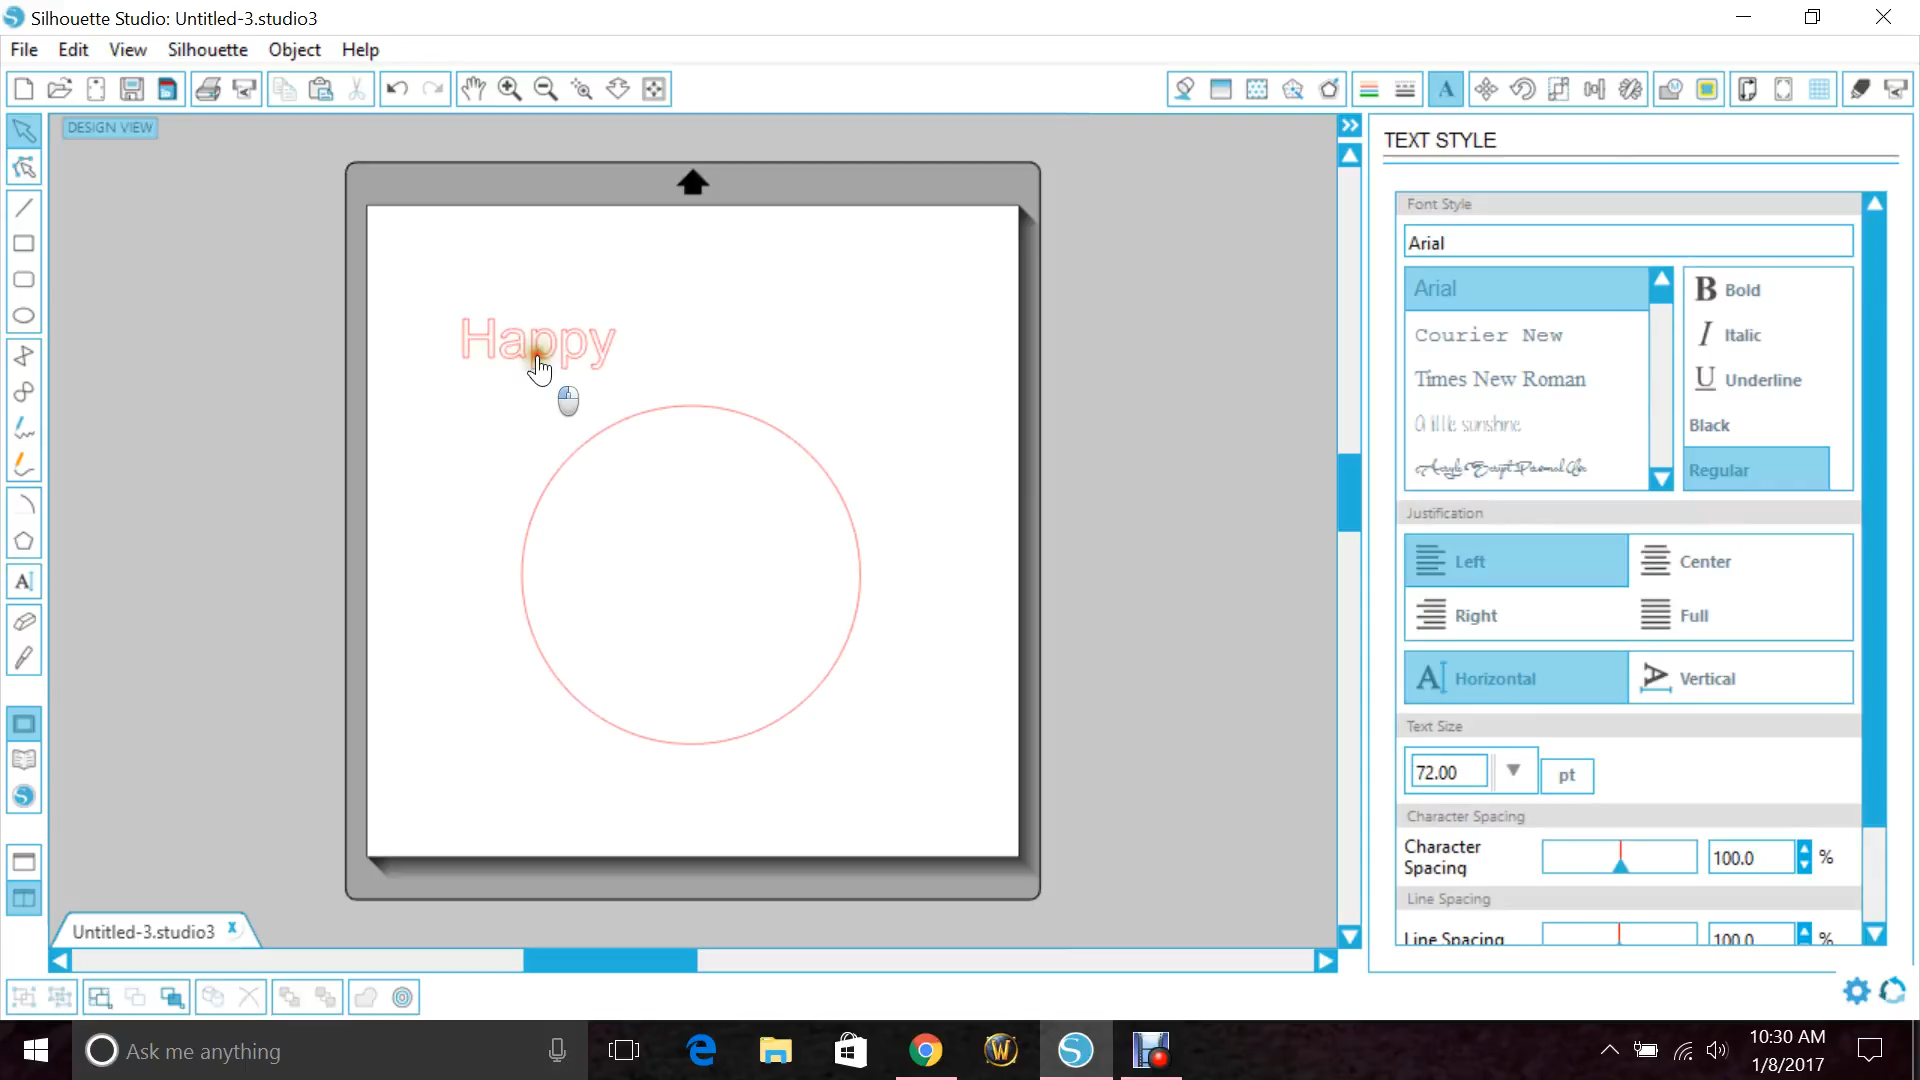 Silhouette Studio: Untitled-3.studio3
File Edit View Silhouette Object Help
DESIGN VIEW
Happy
Untitled-3.studio3 x
TEXT STYLE
Font Style
Arial
Arial
Courier New
Times New Roman
A little sunshine
B Bold
I Italic
U Underline
Black
Regular
Justification
Left
Center
Right
Full
A Horizontal
A Vertical
Text Size
72.00
pt
Character Spacing
Character
Spacing
100.0
%
Line Spacing
Line Spacing
100.0
%
Ask me anything
10:30 AM
1/8/2017